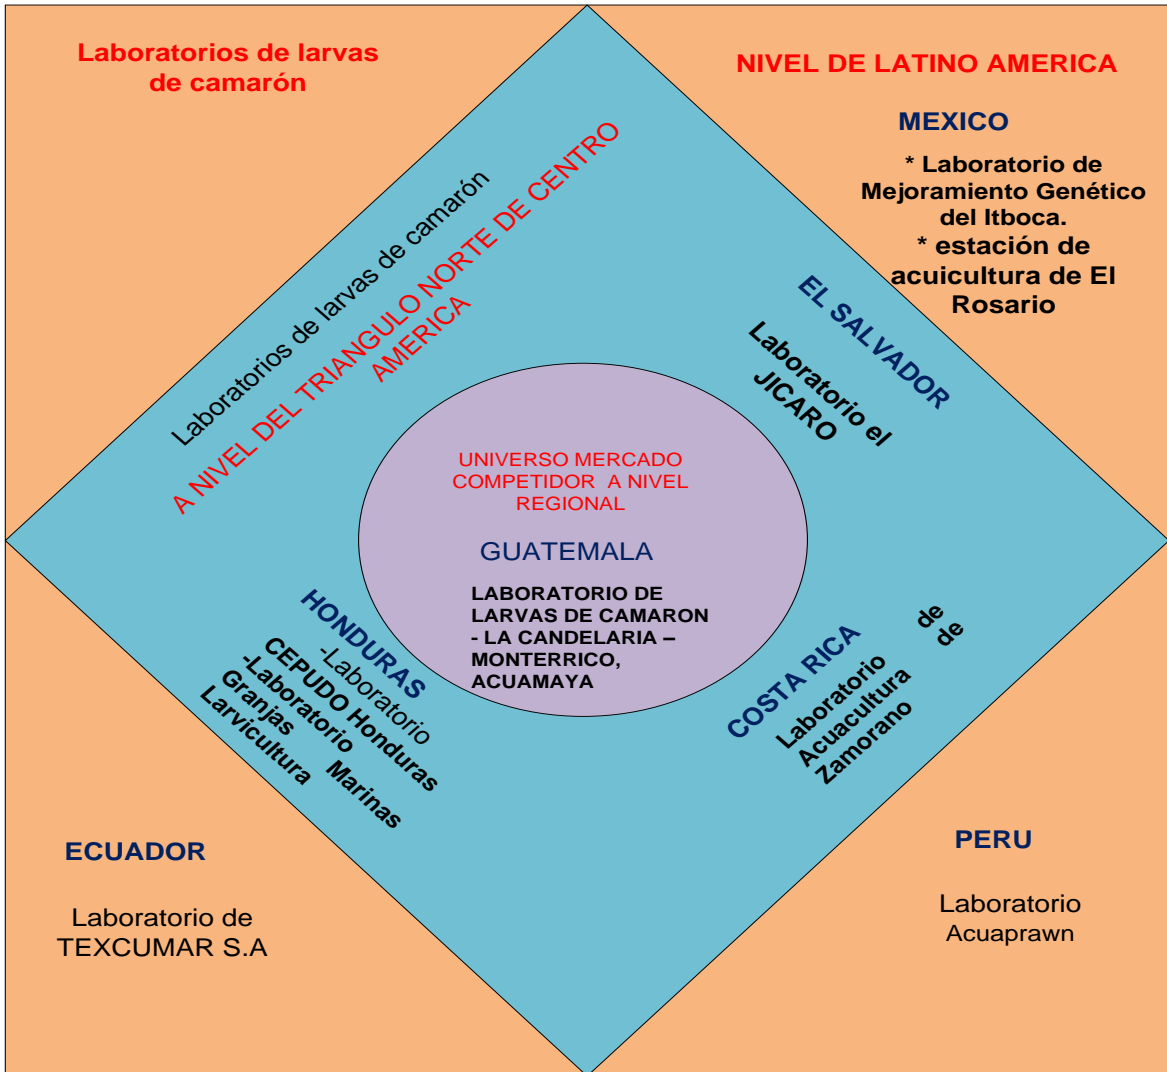 Laboratorios de larvas
de camarón
NIVEL DE LATINO AMERICA
MEXICO
* Laboratorio de
Mejoramiento Genético
del Itboca.
* estación de
acuicultura de El
Rosario
Laboratorios de larvas de camarón
A NIVEL DEL TRIANGULO NORTE DE CENTRO
AMERICA
EL SALVADOR
Laboratorio el
JICARO
UNIVERSO MERCADO
COMPETIDOR A NIVEL
REGIONAL
GUATEMALA
LABORATORIO DE
LARVAS DE CAMARON
- LA CANDELARIA –
MONTERRICO,
ACUAMAYA
HONDURAS
-Laboratorio
CEPUDO Honduras
-Laboratorio
Granjas Marinas
Larvicultura
COSTA RICA
Laboratorio de
Acuacultura de
Zamorano
ECUADOR
Laboratorio de
TEXCUMAR S.A
PERU
Laboratorio
Acuaprawn